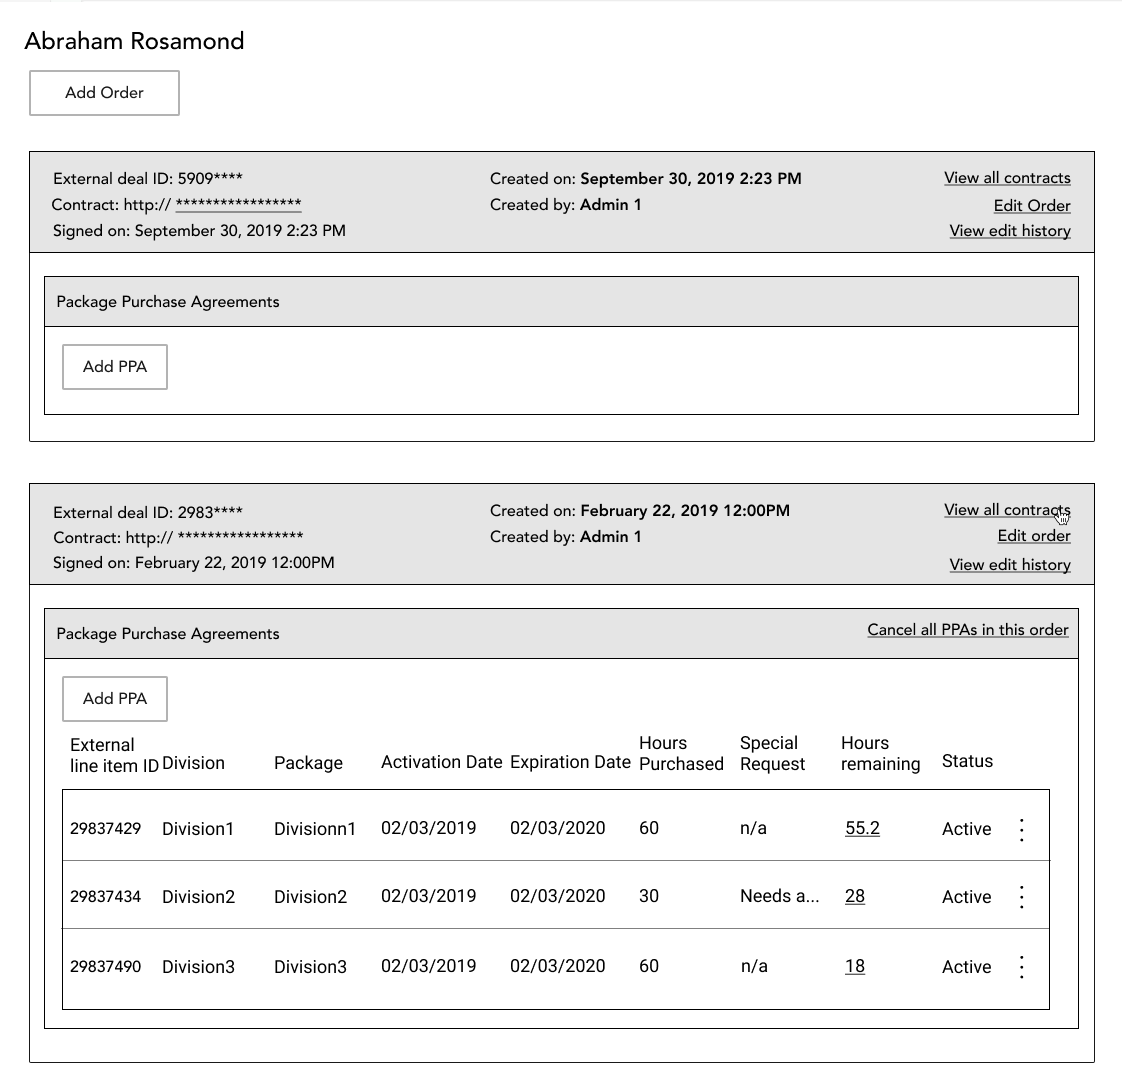 Abraham Rosamond
Add Order
External deal ID: 5909****
Created on: September 30, 2019 2:23 PM
View all contracts
Contract: http:// *****************
Created by: Admin 1
Edit Order
Signed on: September 30, 2019 2:23 PM
View edit history
Package Purchase Agreements
Add PPA
External deal ID: 2983****
Created on: February 22, 2019 12:00PM
View all contracts
Contract: http:// *****************
Created by: Admin 1
Edit order
Signed on: February 22, 2019 12:00PM
View edit history
Package Purchase Agreements
Cancel all PPAs in this order
Add PPA
External
line item ID
Division
Package
Activation Date
Expiration Date
Hours
Purchased
Special
Request
Hours
remaining
Status
29837429 Division1 Divisionn1 02/03/2019 02/03/2020 60 n/a 55.2 Active
29837434 Division2 Division2 02/03/2019 02/03/2020 30 Needs a... 28 Active
29837490 Division3 Division3 02/03/2019 02/03/2020 60 n/a 18 Active